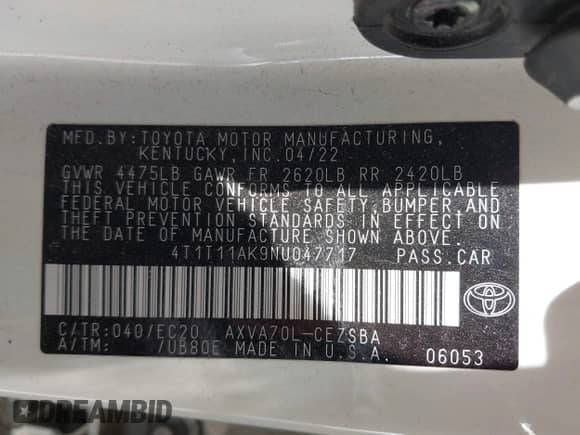 MFD.BY:TOYOTA MOTOR MANUFACTURING,
KENTUCKY,INC.04/22
GVWR 4475LB GAWR FR 2620LB RR 2420LB
THIS VEHICLE CONFORMS TO ALL APPLICABLE
FEDERAL MOTOR VEHICLE SAFETY,BUMPER,AND
THEFT PREVENTION STANDARDS IN EFFECT ON
THE DATE OF MANUFACTURE SHOWN ABOVE.
4T1T11AK9NU047717 PASS.CAR
C/TR:040/EC20 AXVA70L-CEZSBA
A/TM: /UB80E MADE IN U.S.A. 06053
DREAMBID